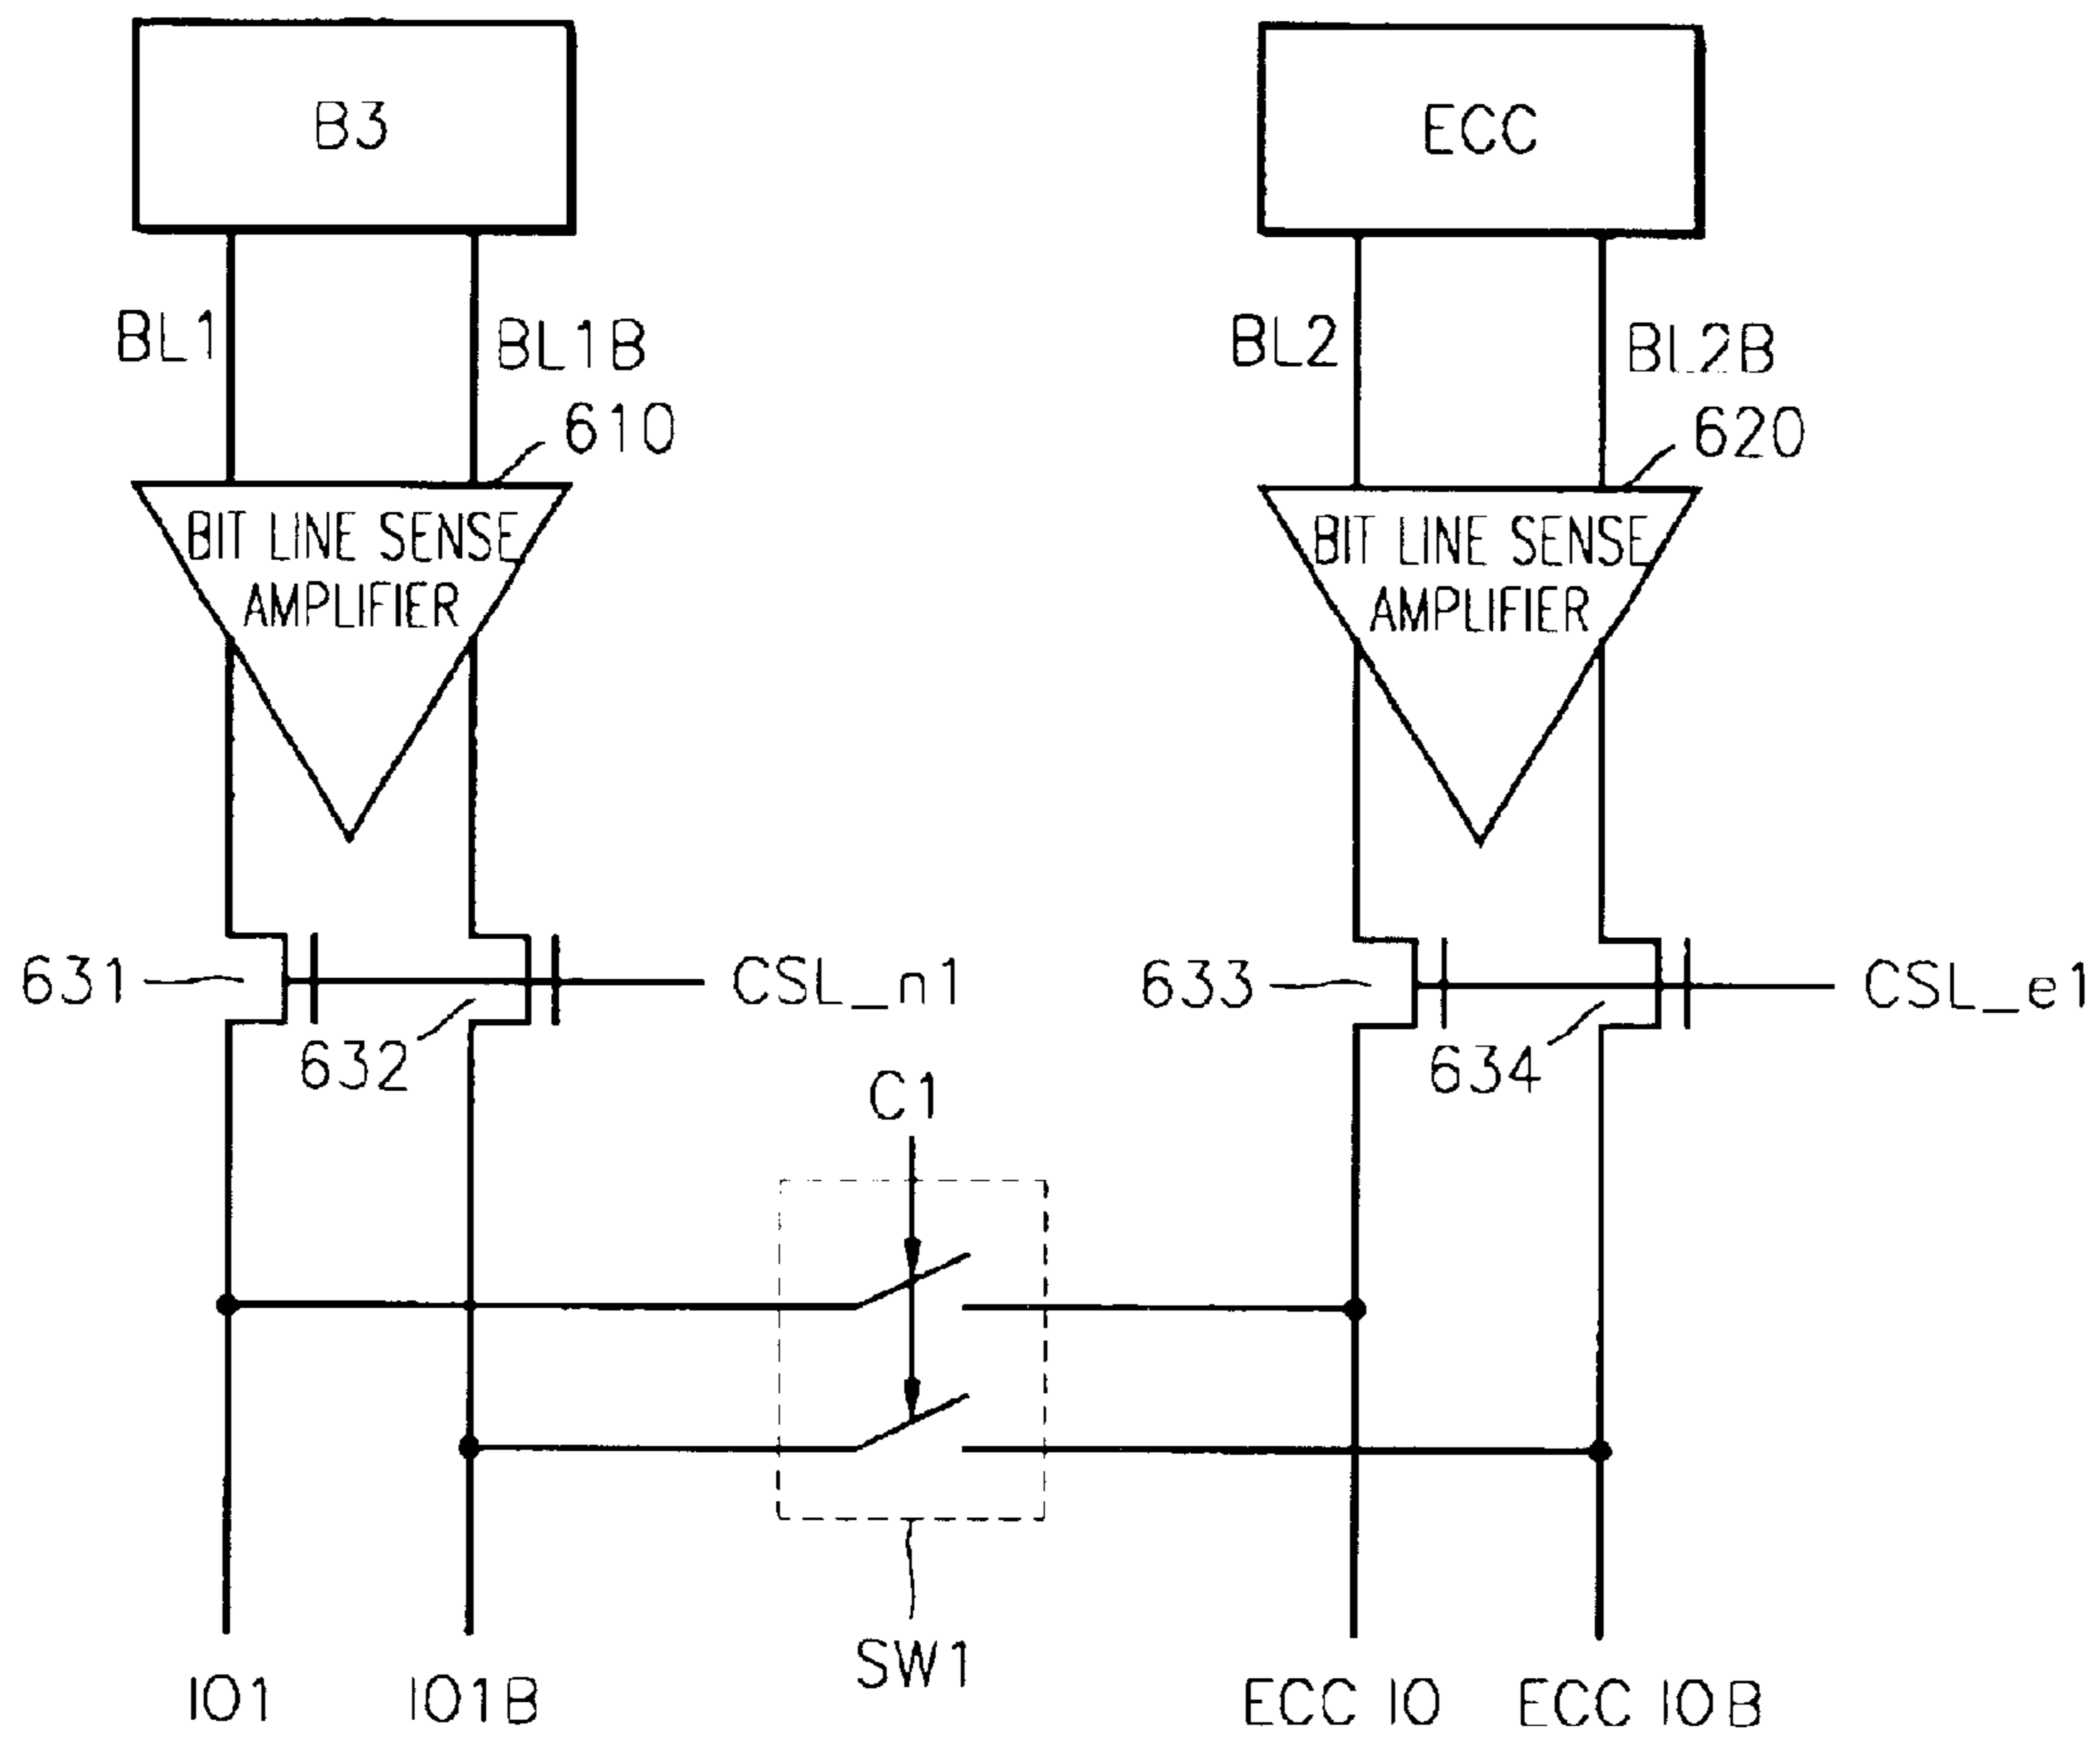 B3
ECC
BL1
BL1B
BL2
BL2B
610
620
BIT LINE SENSE
AMPLIFIER
BIT LINE SENSE
AMPLIFIER
631
632
CSL_n1
633
634
CSL_e1
C1
SW1
IO1
IO1B
ECC IO
ECC IOB